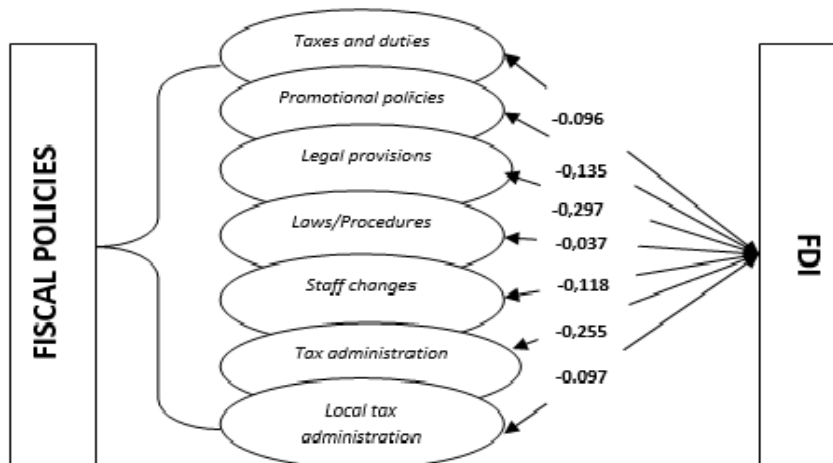 FISCAL POLICIES
Taxes and duties
Promotional policies
Legal provisions
Laws/Procedures
Staff changes
Tax administration
Local tax
administration
-0.096
-0,135
-0,297
-0,037
-0,118
-0,255
-0.097
FDI